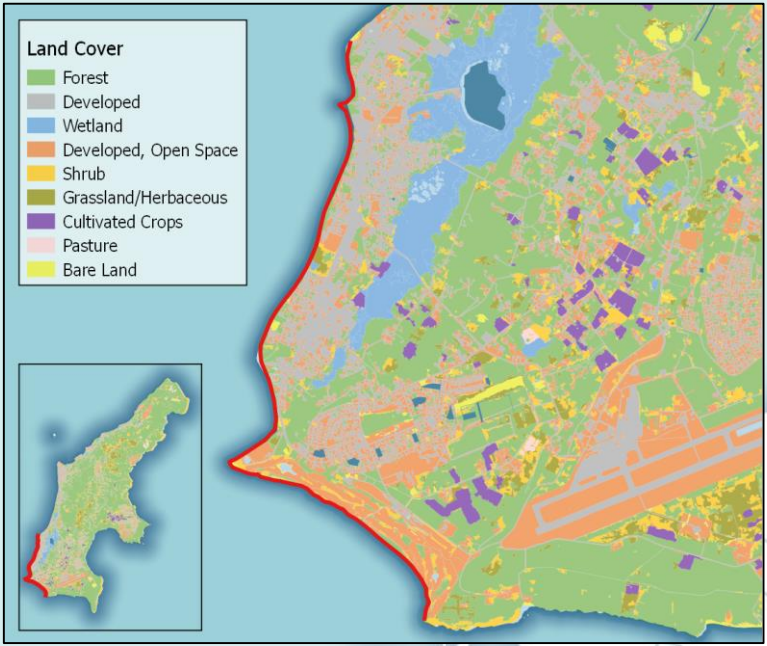 Land Cover
Forest
Developed
Wetland
Developed, Open Space
Shrub
Grassland/Herbaceous
Cultivated Crops
Pasture
Bare Land